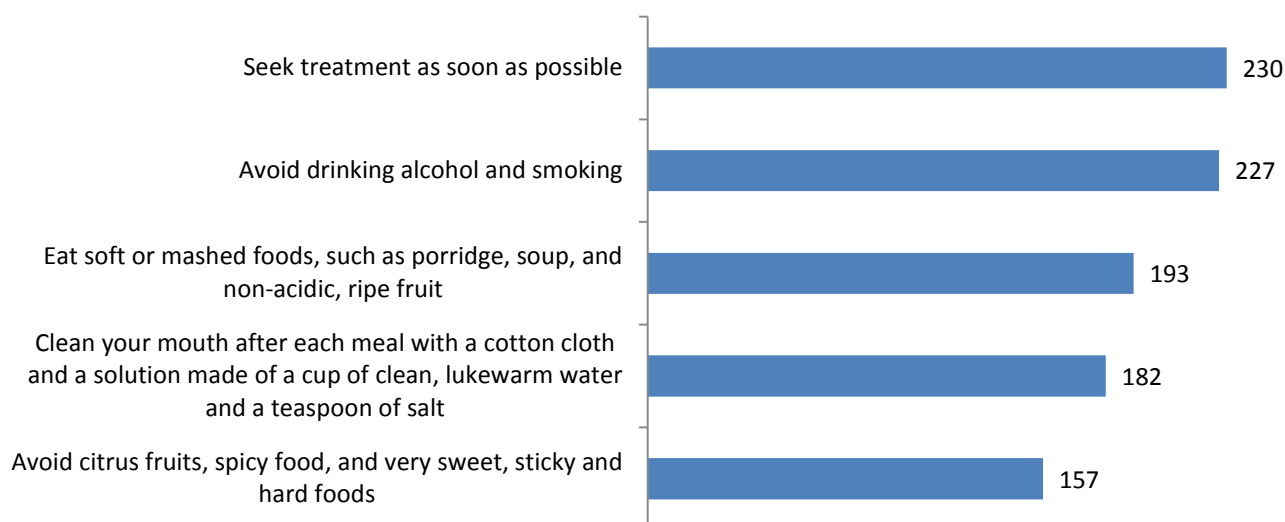 Seek treatment as soon as possible
230
Avoid drinking alcohol and smoking
227
Eat soft or mashed foods, such as porridge, soup, and
non-acidic, ripe fruit
193
Clean your mouth after each meal with a cotton cloth
and a solution made of a cup of clean, lukewarm water
and a teaspoon of salt
182
Avoid citrus fruits, spicy food, and very sweet, sticky and
hard foods
157